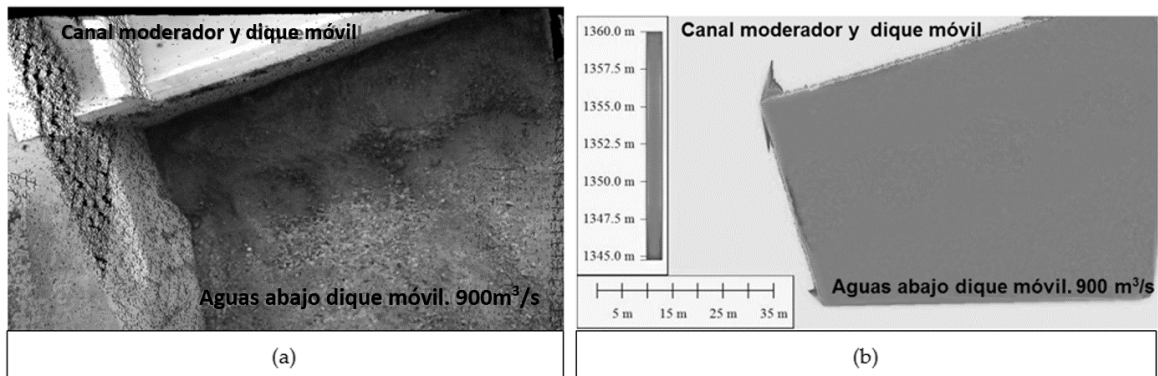 Canal moderador y dique móvil
Aguas abajo dique móvil. 900m³/s
(a)
1360.0 m
1357.5 m
1355.0 m
1352.5 m
1350.0 m
1347.5 m
1345.0 m
Canal moderador y dique móvil
Aguas abajo dique móvil. 900 m³/s
5 m 15 m 25 m 35 m
(b)